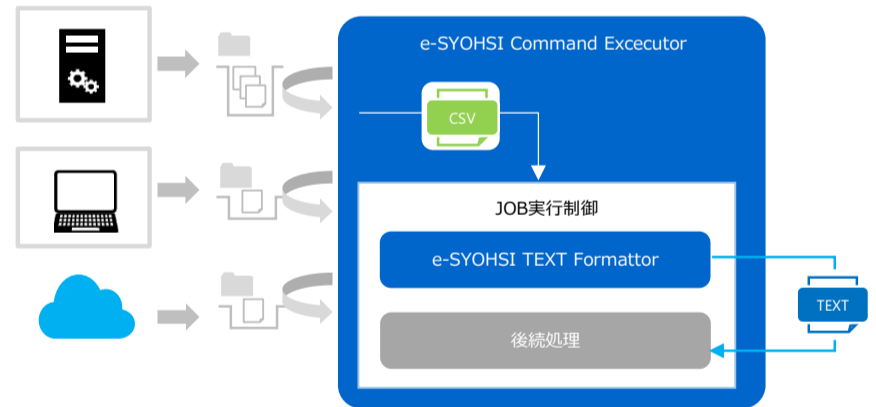 e-SYOHSI Command Excecutor
CSV
JOB実行制御
e-SYOHSI TEXT Formattor
TEXT
後続処理